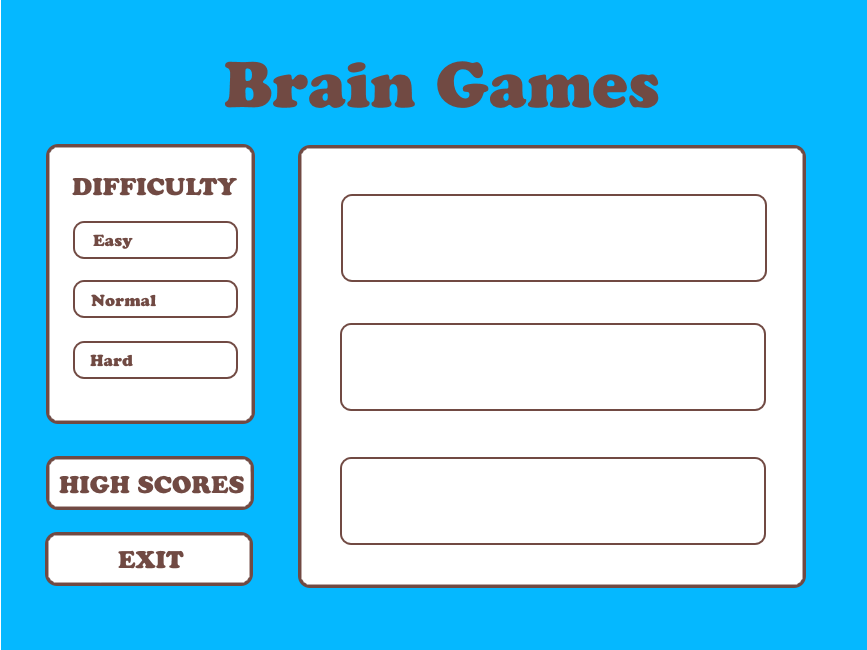 Brain Games
DIFFICULTY
Easy
Normal
Hard
HIGH SCORES
EXIT